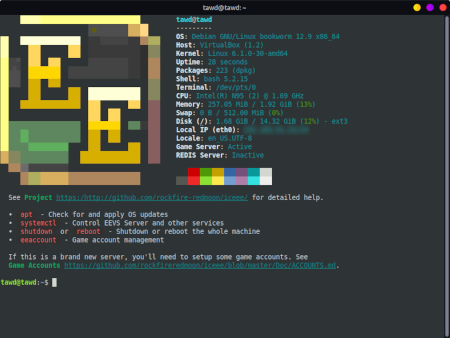 tawd@tawd:~
tawd@tawd
---------
OS: Debian GNU/Linux bookworm 12.9 x86_64
Host: VirtualBox (1.2)
Kernel: Linux 6.1.0-30-amd64
Uptime: 28 seconds
Packages: 223 (dpkg)
Shell: bash 5.2.15
Terminal: /dev/pts/0
CPU: Intel(R) N95 (2) @ 1.69 GHz
Memory: 257.05 MiB / 1.92 GiB (13%)
Swap: 0 B / 512.00 MiB (0%)
Disk (/): 1.68 GiB / 14.32 GiB (12%) - ext3
Local IP (eth0):
Locale: en_US.UTF-8
Game Server: Active
REDIS Server: Inactive
See Project https:/http://github.com/rockfire-redmoon/iceee/ for detailed help.
• apt - Check for and apply OS updates
• systemctl - Control EEVS Server and other services
• shutdown or reboot - Shutdown or reboot the whole machine
• eeaccount - Game account management
If this is a brand new server, you'll need to setup some game accounts. See
Game Accounts https://github.com/rockfireredmoon/iceee/blob/master/Doc/ACCOUNTS.md.
tawd@tawd:~$